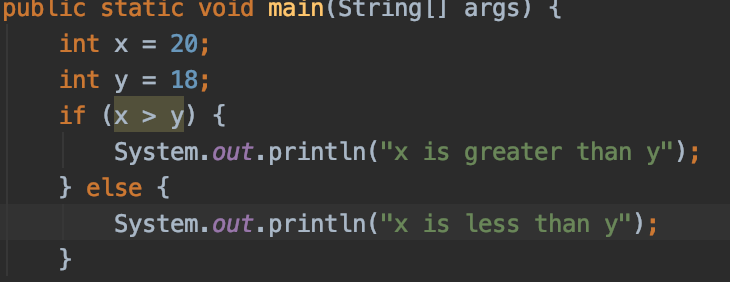 public static void main(String[] args) {
int x = 20;
int y = 18;
if (x > y) {
System.out.println("x is greater than y");
} else {
System.out.println("x is less than y");
}